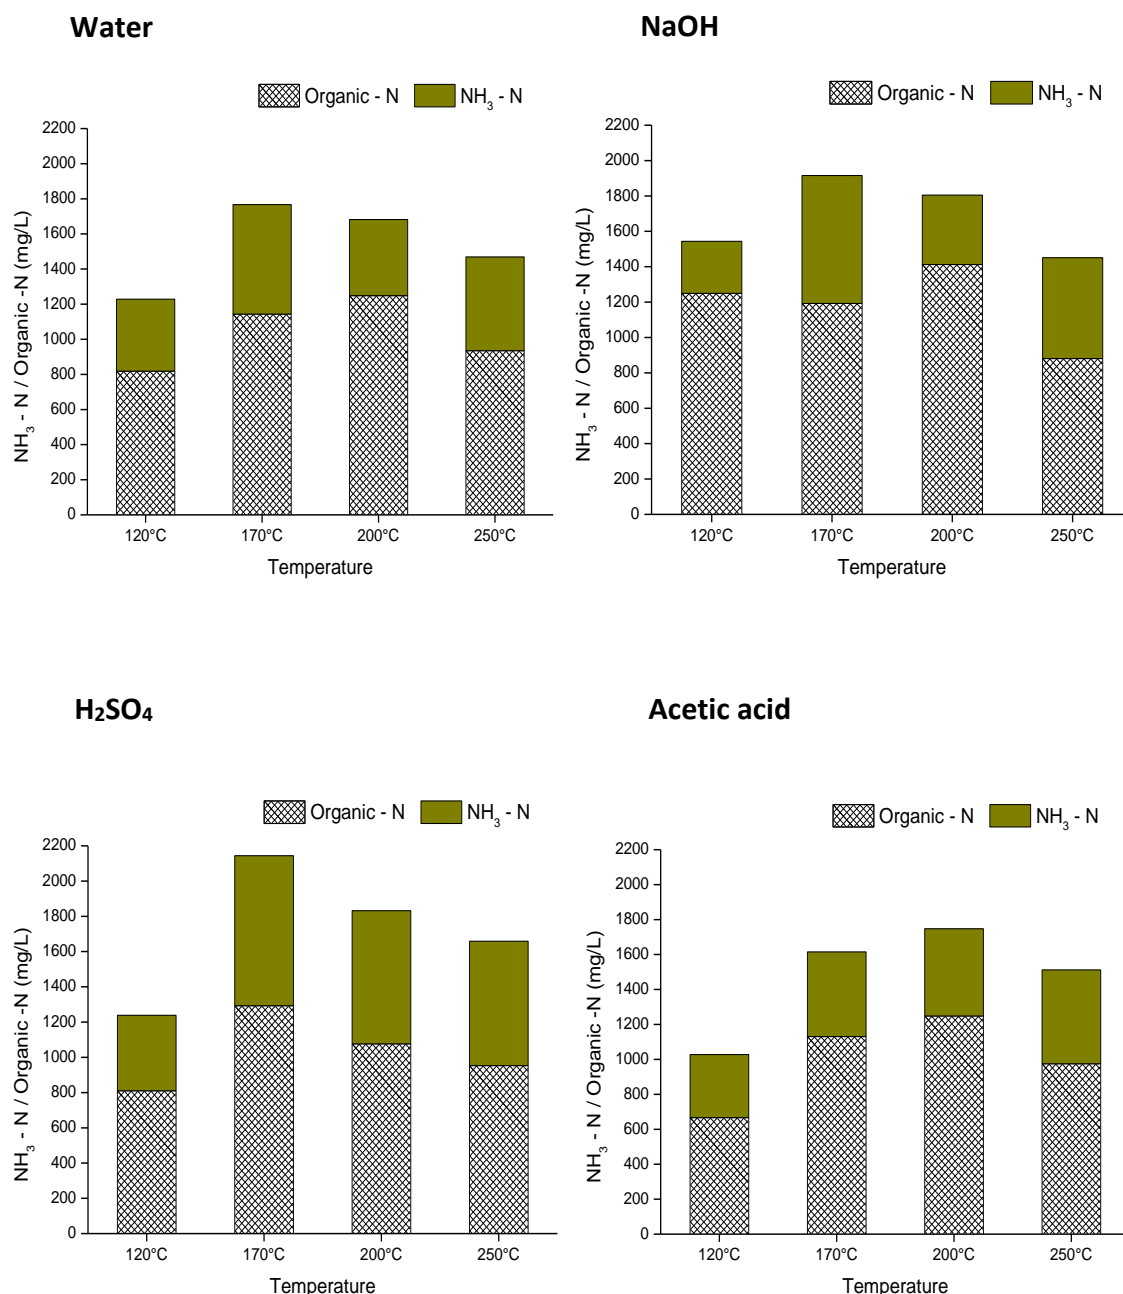 Water
Organic - N
NH₃ - N
2200
2000
1800
1600
1400
1200
1000
800
600
400
200
0
NH₃ - N / Organic -N (mg/L)
120°C
170°C
200°C
250°C
Temperature
NaOH
Organic - N
NH₃ - N
2200
2000
1800
1600
1400
1200
1000
800
600
400
200
0
NH₃ - N / Organic -N (mg/L)
120°C
170°C
200°C
250°C
Temperature
H₂SO₄
Organic - N
NH₃ - N
2200
2000
1800
1600
1400
1200
1000
800
600
400
200
0
NH₃ - N / Organic -N (mg/L)
120°C
170°C
200°C
250°C
Temperature
Acetic acid
Organic - N
NH₃ - N
2200
2000
1800
1600
1400
1200
1000
800
600
400
200
0
NH₃ - N / Organic -N (mg/L)
120°C
170°C
200°C
250°C
Temperature